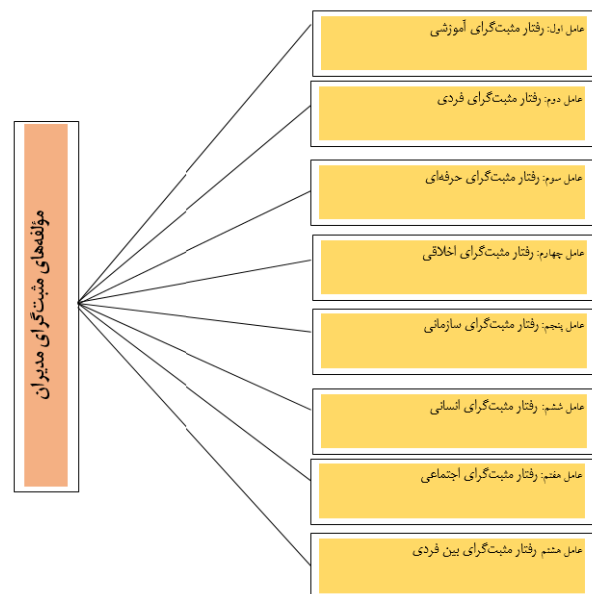 مؤلفه‌های مثبت‌گرای مدیران
عامل اول: رفتار مثبت‌گرای آموزشی
عامل دوم: رفتار مثبت‌گرای فردی
عامل سوم: رفتار مثبت‌گرای حرفه‌ای
عامل چهارم: رفتار مثبت‌گرای اخلاقی
عامل پنجم: رفتار مثبت‌گرای سازمانی
عامل ششم: رفتار مثبت‌گرای انسانی
عامل هفتم: رفتار مثبت‌گرای اجتماعی
عامل هشتم رفتار مثبت‌گرای بین فردی